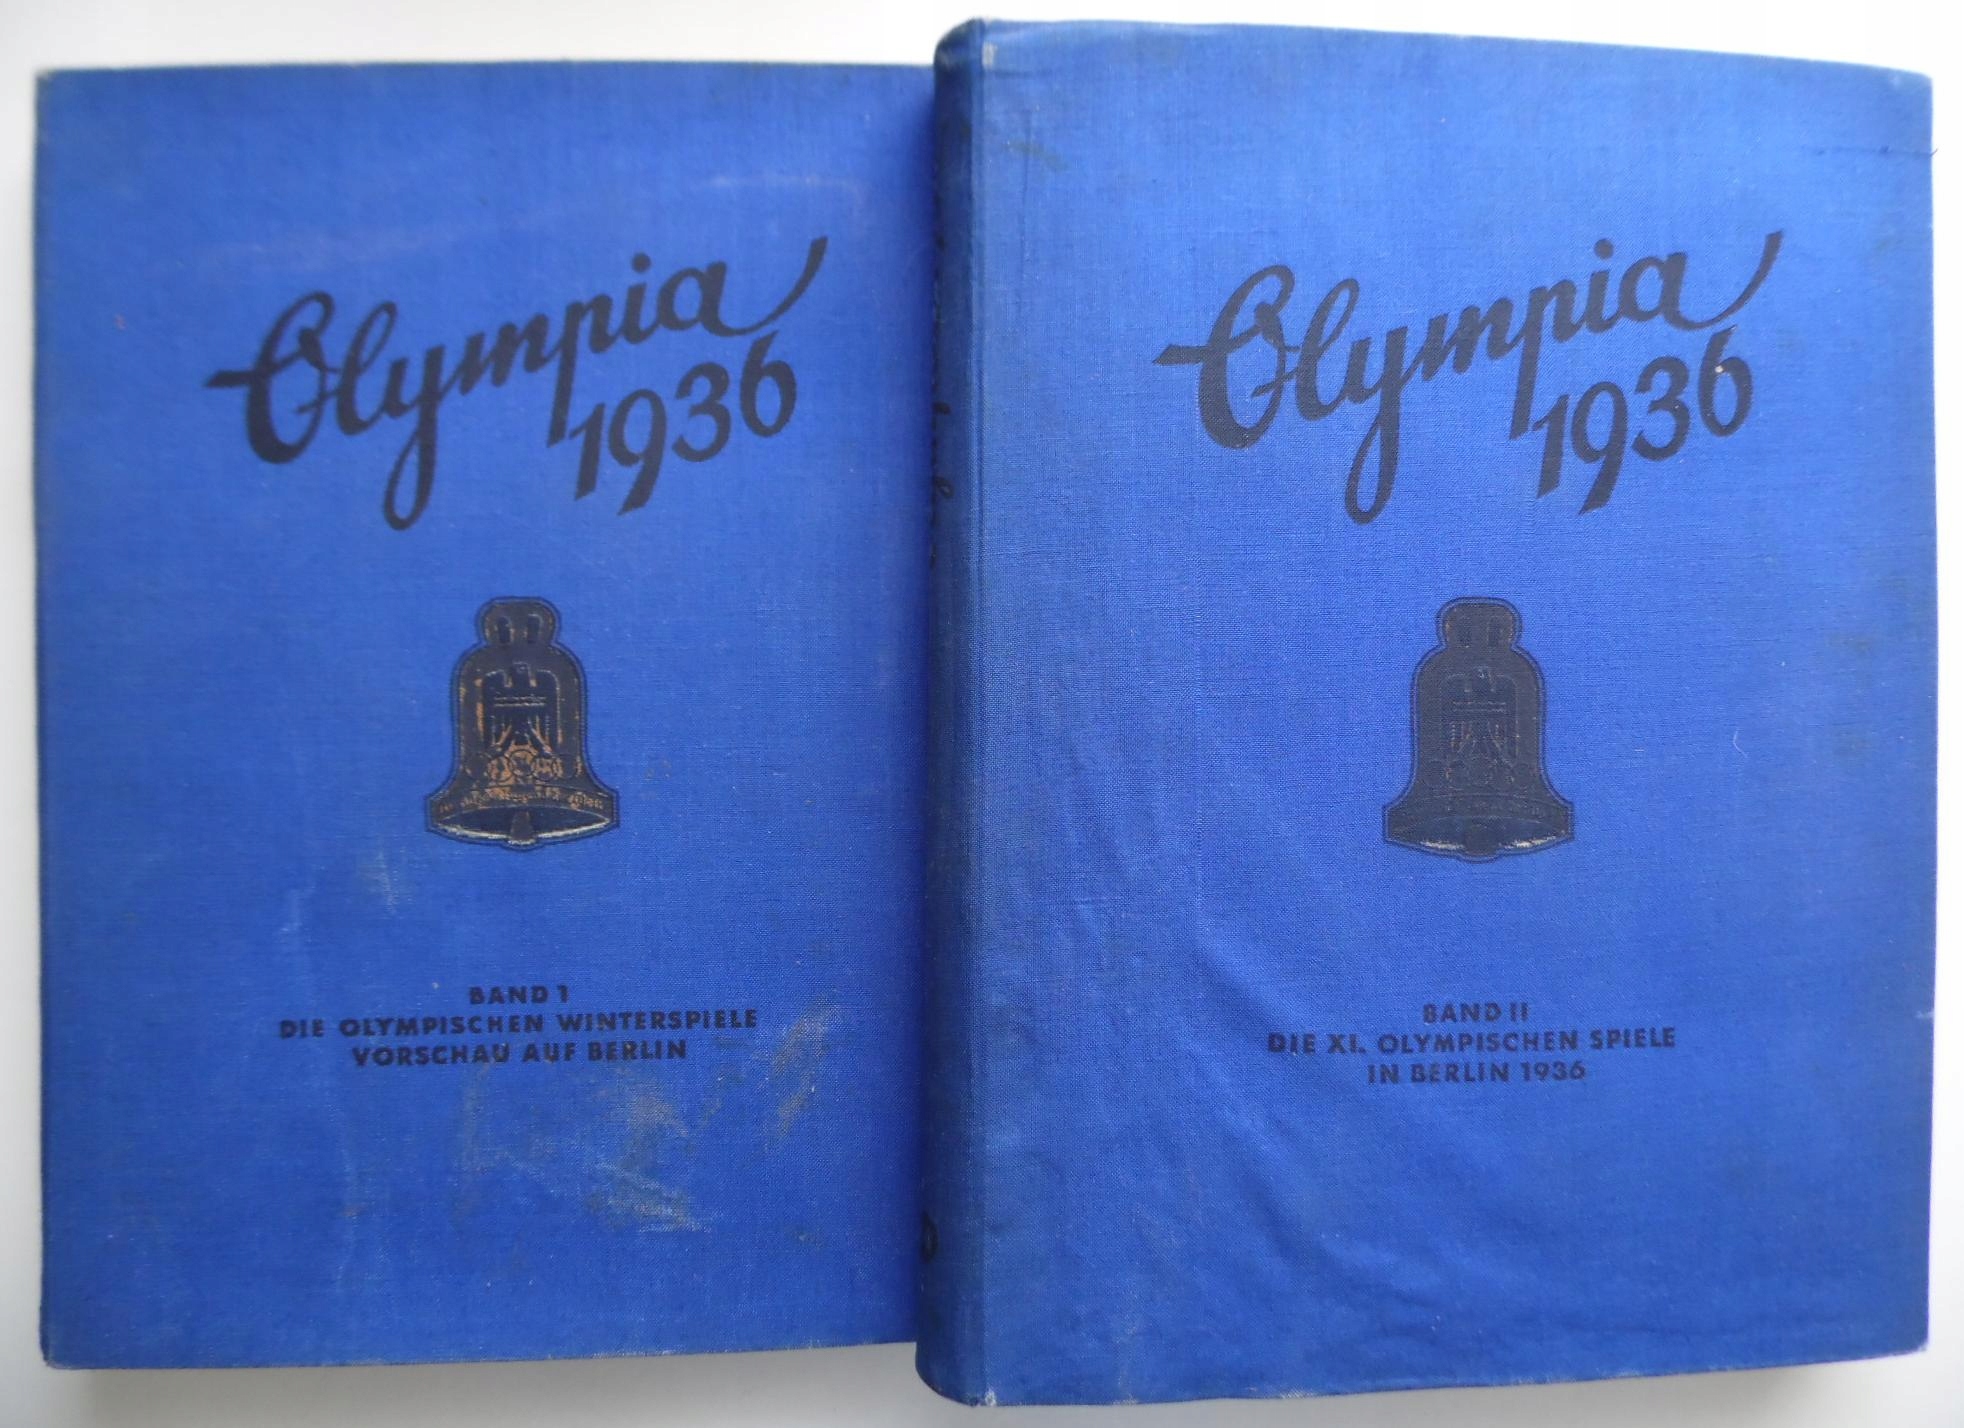 Olympia
1936
BAND 1
DIE OLYMPISCHEN WINTERSPIELE
VORSCHAU AUF BERLIN
Olympia
1936
BAND II
DIE XI. OLYMPISCHEN SPIELE
IN BERLIN 1936